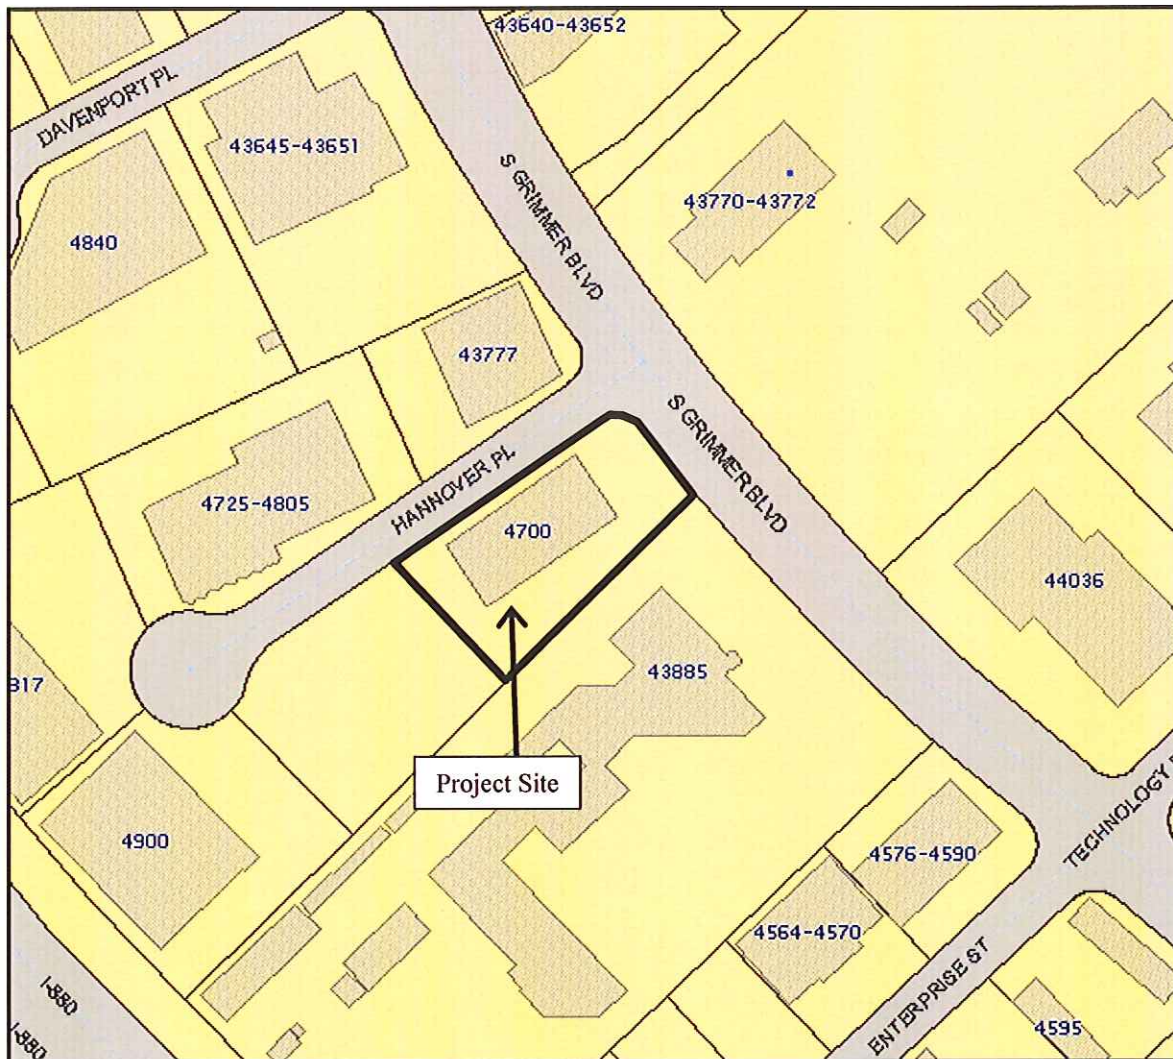 43640-43652
DAVENPORT PL
43645-43651
S GRIMMER BLVD
43770-43772
4840
43777
S GRIMMER BLVD
HANNOVER PL
4725-4805
4700
44036
43885
817
Project Site
TECHNOLOGY
4900
4576-4590
4564-4570
I-880
I-880
ENTERPRISE ST
4595